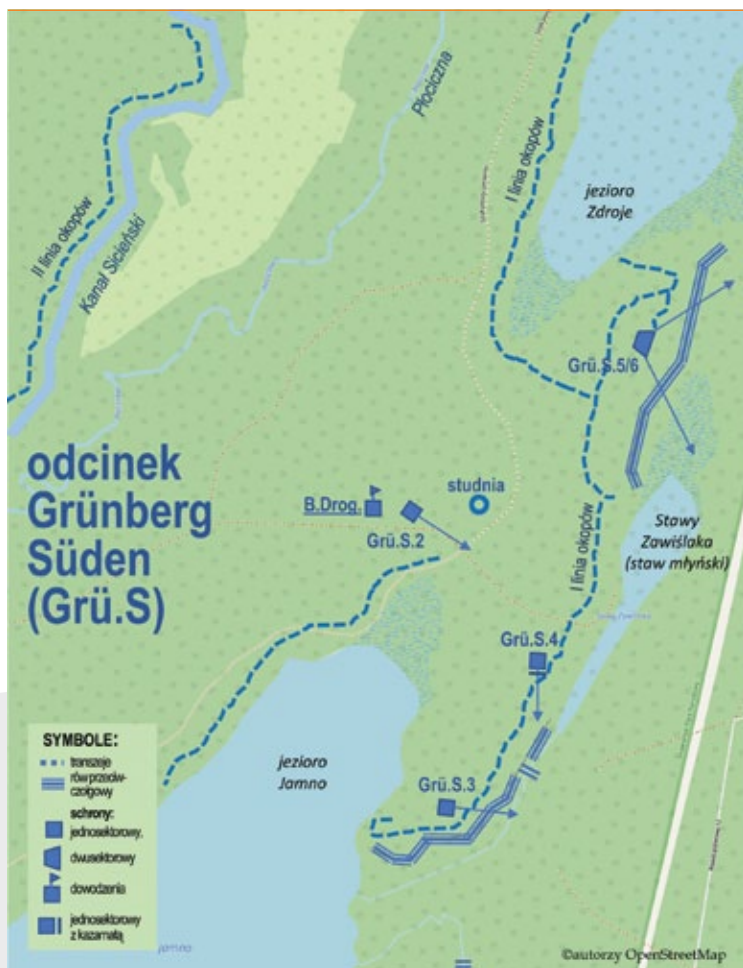 Płociczna
I linia okopów
jezioro
Zdroje
II linia okopów
Kanał Sicieński
Grü.S.5/6
odcinek
Grünberg
Süden
(Grü.S)
B.Drog.
Grü.S.2
studnia
Stawy
Zawiślaka
(staw młyński)
I linia okopów
Grü.S.4
jezioro
Jamno
Grü.S.3
SYMBOLE:
transzeje
rów przeciw-
czołgowy
schrony:
jednosektorowy.
dwusektorowy
dowodzenia
jednosektorowy
z kazamatą
jamno
©autorzy OpenStreetMap